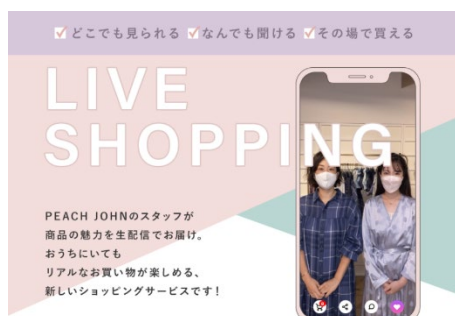 どこでも見られる なんでも聞ける その場で買える
LIVE
SHOPPING
PEACH JOHNのスタッフが
商品の魅力を生配信でお届け。
おうちにいても
リアルなお買い物が楽しめる、
新しいショッピングサービスです！